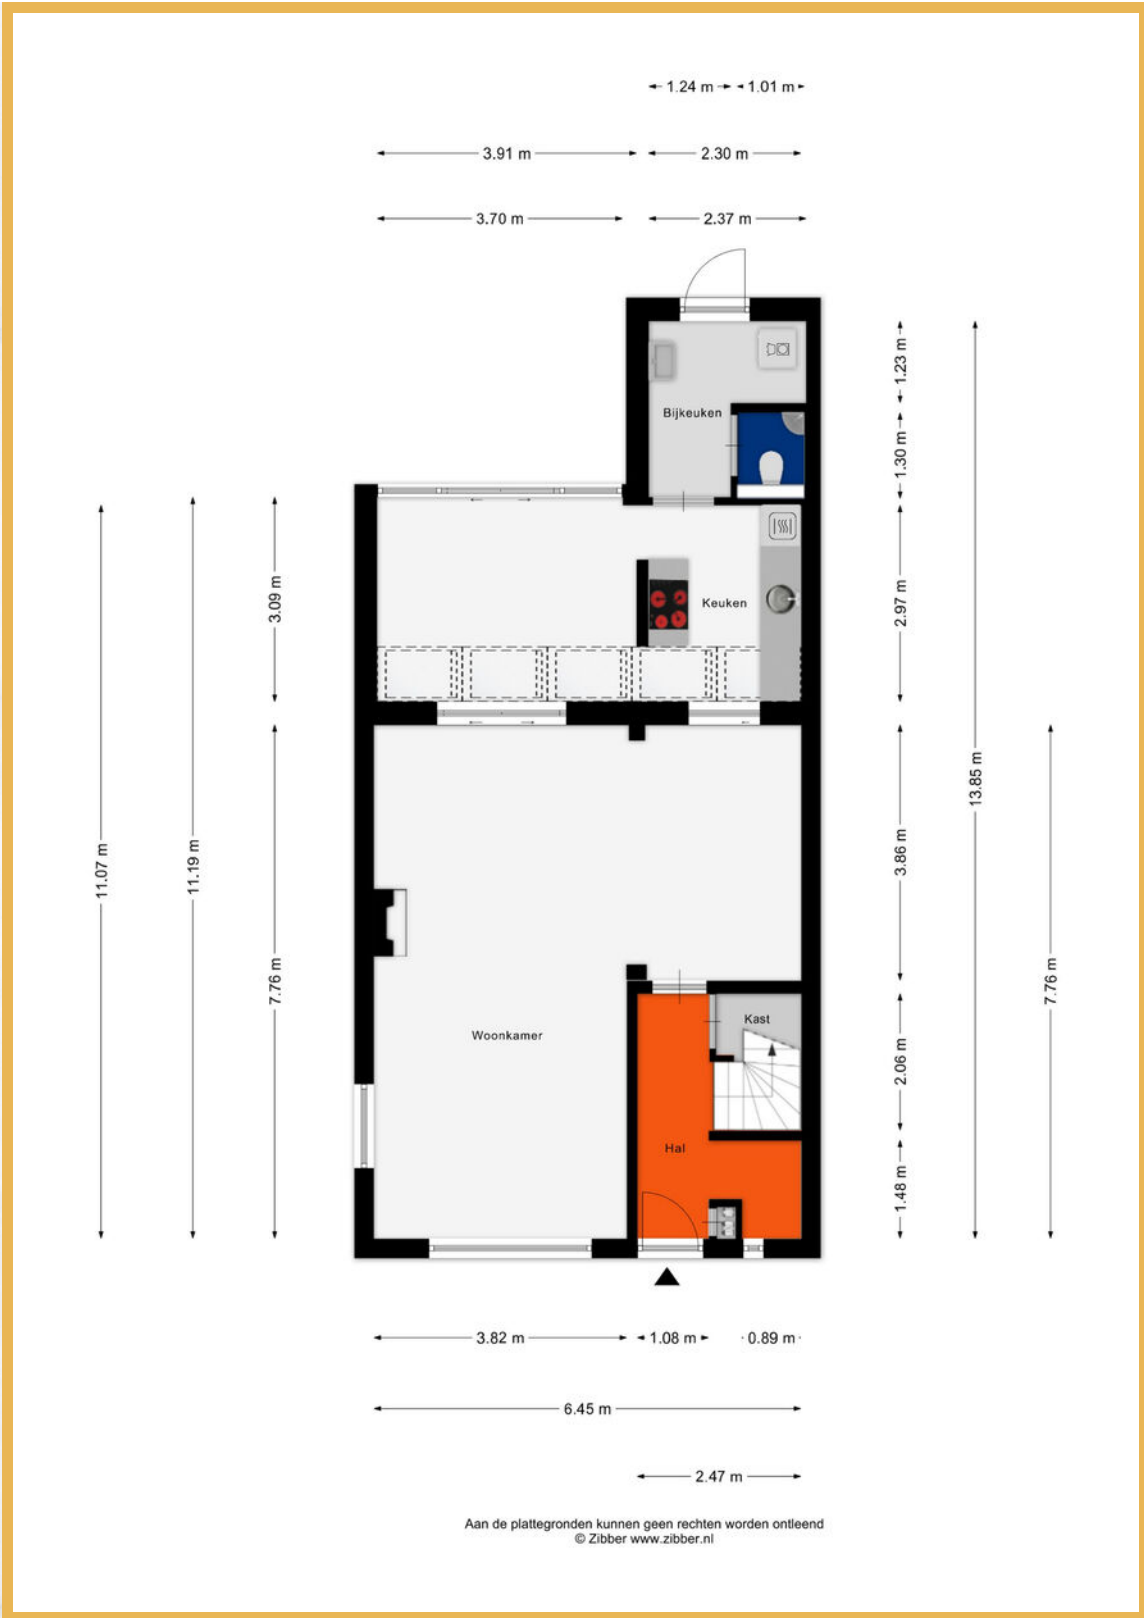 1.24 m 1.01 m
3.91 m 2.30 m
3.70 m 2.37 m
1.23 m
Bijkeuken
1.30 m
3.09 m
Keuken
2.97 m
13.85 m
11.07 m
11.19 m
3.86 m
7.76 m
7.76 m
Woonkamer
Kast
2.06 m
Hal
1.48 m
3.82 m 1.08 m 0.89 m
6.45 m
2.47 m
Aan de plattegronden kunnen geen rechten worden ontleend
© Zibber www.zibber.nl